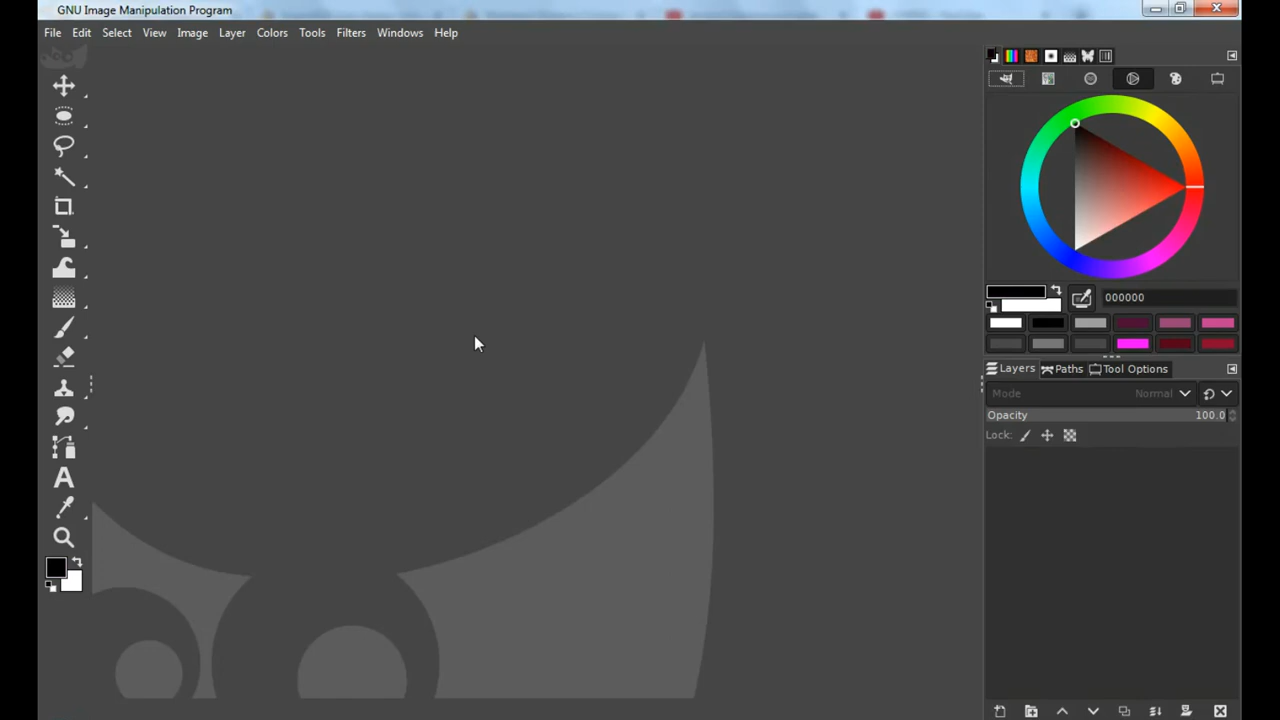 GNU Image Manipulation Program
File Edit Select View Image Layer Colors Tools Filters Windows Help
000000
Layers Paths Tool Options
Mode Normal
Opacity 100.0
Lock: